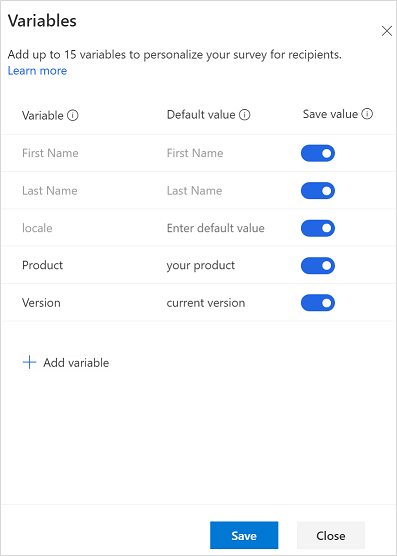 Variables
Add up to 15 variables to personalize your survey for recipients.
Learn more
Variable Default value Save value
First Name First Name
Last Name Last Name
locale Enter default value
Product your product
Version current version
Add variable
Save Close